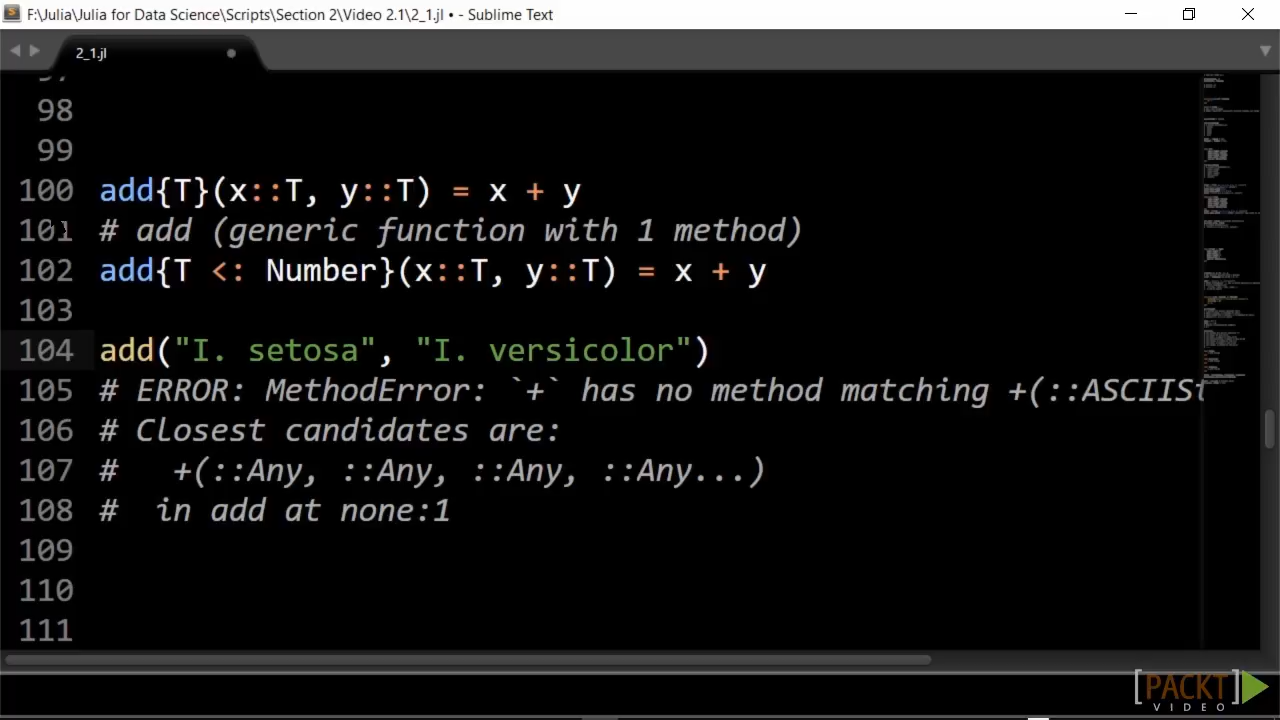 F:\Julia\Julia for Data Science\Scripts\Section 2\Video 2.1\2_1.jl • - Sublime Text
2_1.jl
98
99
100 add{T}(x::T, y::T) = x + y
101 # add (generic function with 1 method)
102 add{T <: Number}(x::T, y::T) = x + y
103
104 add("I. setosa", "I. versicolor")
105 # ERROR: MethodError: `+` has no method matching +(::ASCIISt
106 # Closest candidates are:
107 #   +(::Any, ::Any, ::Any, ::Any...)
108 #  in add at none:1
109
110
111
[PACKT]
VIDEO